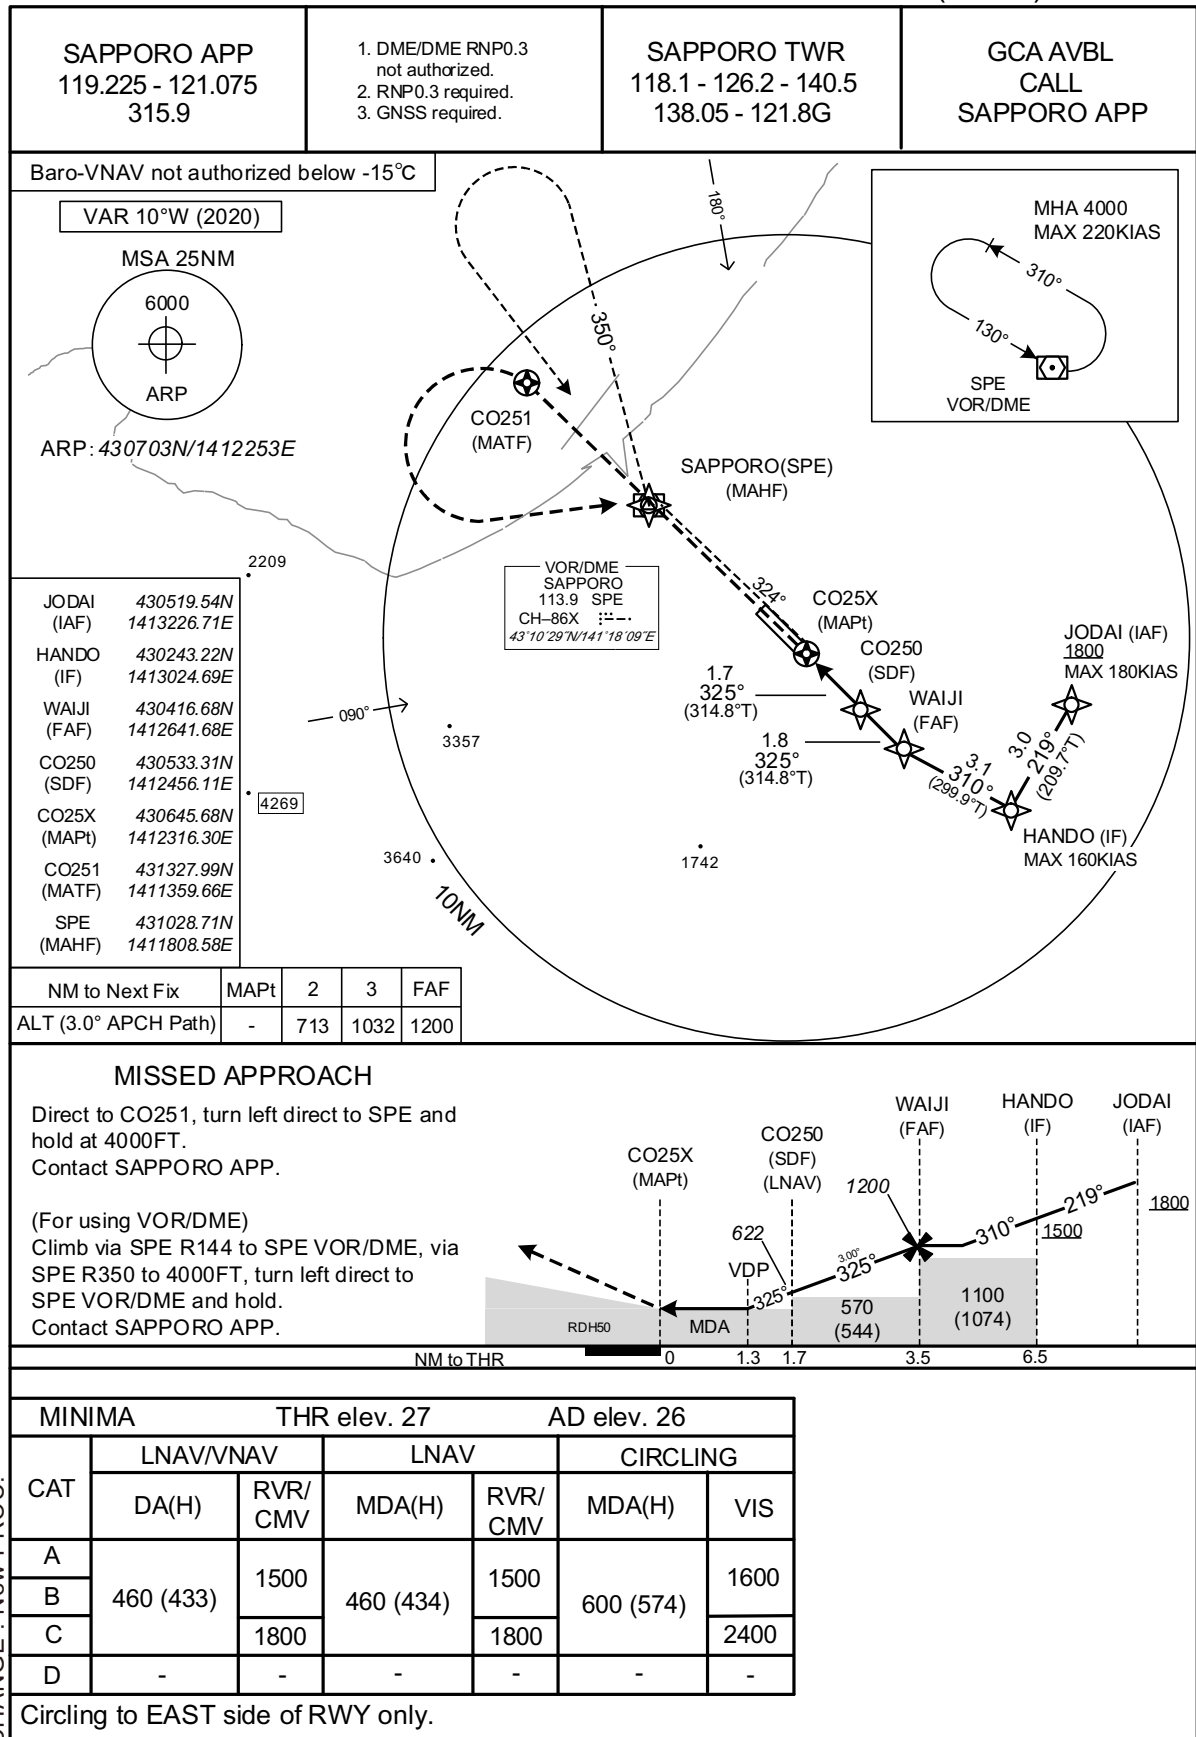 SAPPORO APP
119.225 - 121.075
315.9
1. DME/DME RNP0.3
not authorized.
2. RNP0.3 required.
3. GNSS required.
SAPPORO TWR
118.1 - 126.2 - 140.5
138.05 - 121.8G
GCA AVBL
CALL
SAPPORO APP
Baro-VNAV not authorized below -15°C
VAR 10°W (2020)
MSA 25NM
6000
ARP
ARP: 430703N/1412253E
180°
MHA 4000
MAX 220KIAS
310°
130°
SPE
VOR/DME
350°
CO251
(MATF)
SAPPORO(SPE)
(MAHF)
2209
VOR/DME
SAPPORO
113.9 SPE
CH–86X
43°10´29″N/141°18´09″E
324°
CO25X
(MAPt)
CO250
(SDF)
WAIJI
(FAF)
JODAI (IAF)
1800
MAX 180KIAS
1.7
325°
(314.8°T)
1.8
325°
(314.8°T)
3.1
310°
(299.9°T)
3.0
219°
(209.7°T)
HANDO (IF)
MAX 160KIAS
090°
3357
4269
3640
1742
10NM
JODAI 430519.54N
(IAF) 1413226.71E
HANDO 430243.22N
(IF) 1413024.69E
WAIJI 430416.68N
(FAF) 1412641.68E
CO250 430533.31N
(SDF) 1412456.11E
CO25X 430645.68N
(MAPt) 1412316.30E
CO251 431327.99N
(MATF) 1411359.66E
SPE 431028.71N
(MAHF) 1411808.58E
NM to Next Fix MAPt 2 3 FAF
ALT (3.0° APCH Path) - 713 1032 1200
MISSED APPROACH
Direct to CO251, turn left direct to SPE and
hold at 4000FT.
Contact SAPPORO APP.
(For using VOR/DME)
Climb via SPE R144 to SPE VOR/DME, via
SPE R350 to 4000FT, turn left direct to
SPE VOR/DME and hold.
Contact SAPPORO APP.
CO25X
(MAPt)
CO250
(SDF)
(LNAV)
WAIJI
(FAF)
HANDO
(IF)
JODAI
(IAF)
1200
622
VDP
325°
3.00°
325°
310°
219°
1500
1800
RDH50
MDA
570
(544)
1100
(1074)
NM to THR 0 1.3 1.7 3.5 6.5
MINIMA THR elev. 27 AD elev. 26
CAT LNAV/VNAV LNAV CIRCLING
DA(H) RVR/CMV MDA(H) RVR/CMV MDA(H) VIS
A
B
C
D
460 (433) 1500 460 (434) 1500 600 (574) 1600
1800 1800 2400
- - - - - -
Circling to EAST side of RWY only.